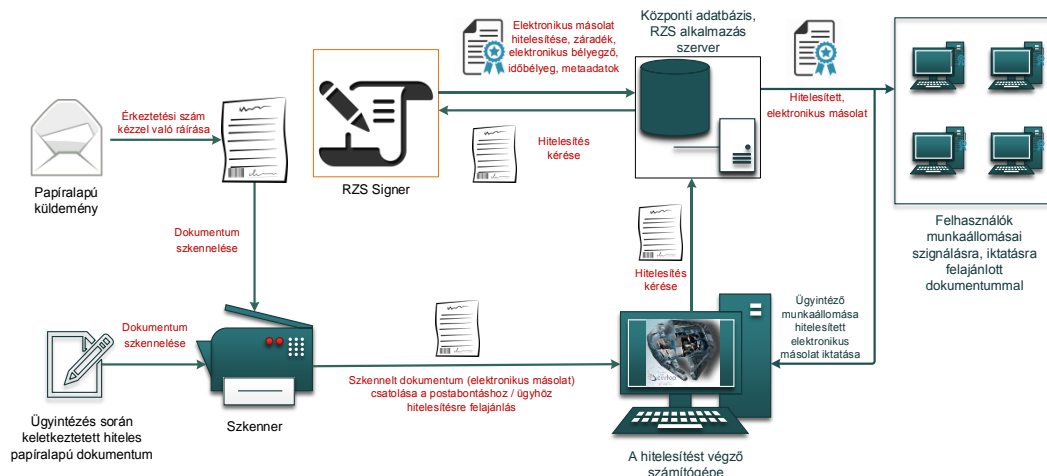 Elektronikus másolat
hitelesítése, záradék,
elektronikus bélyegző,
időbélyeg, metaadatok
Központi adatbázis,
RZS alkalmazás
szerver
Érkeztetési szám
kézzel való ráírása
Hitelesítés
kérése
Hitelesített,
elektronikus másolat
Papíralapú
küldemény
RZS Signer
Felhasználók
munkaállomásai
szignálásra, iktatásra
felajánlott
dokumentummal
Dokumentum
szkennelése
Hitelesítés
kérése
Ügyintéző
munkaállomása
hitelesített
elektronikus
másolat iktatása
Dokumentum
szkennelése
Szkennelt dokumentum (elektronikus másolat)
csatolása a postabontáshoz / ügyhöz
hitelesítésre felajánlás
Ügyintézés során
keletkeztetett hiteles
papíralapú dokumentum
Szkenner
A hitelesítést végző
számítógépe